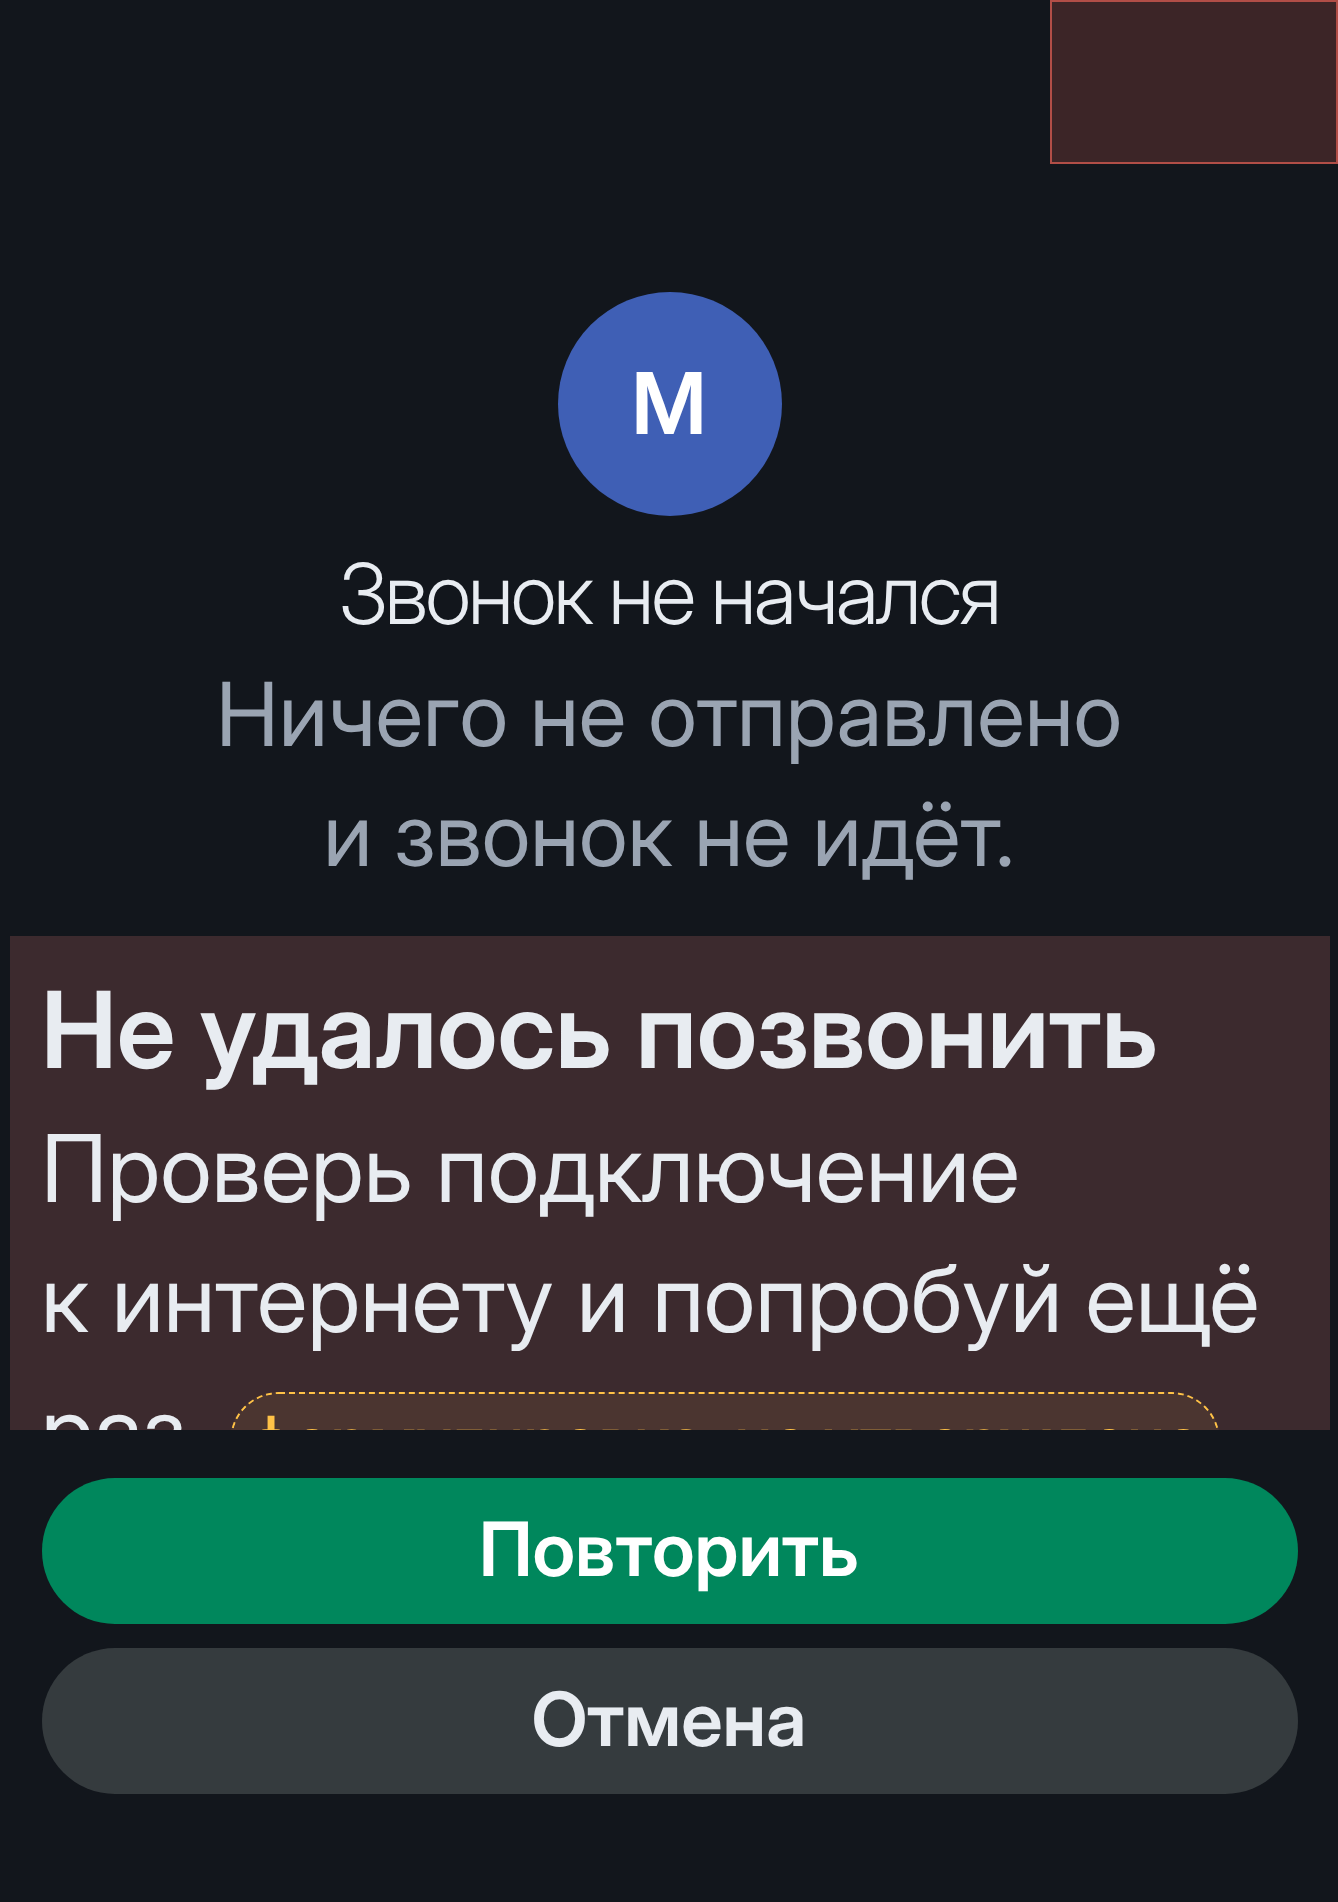 М
Звонок не начался
Ничего не отправлено
и звонок не идёт.
Не удалось позвонить
Проверь подключение
к интернету и попробуй ещё
раз
Повторить
Отмена